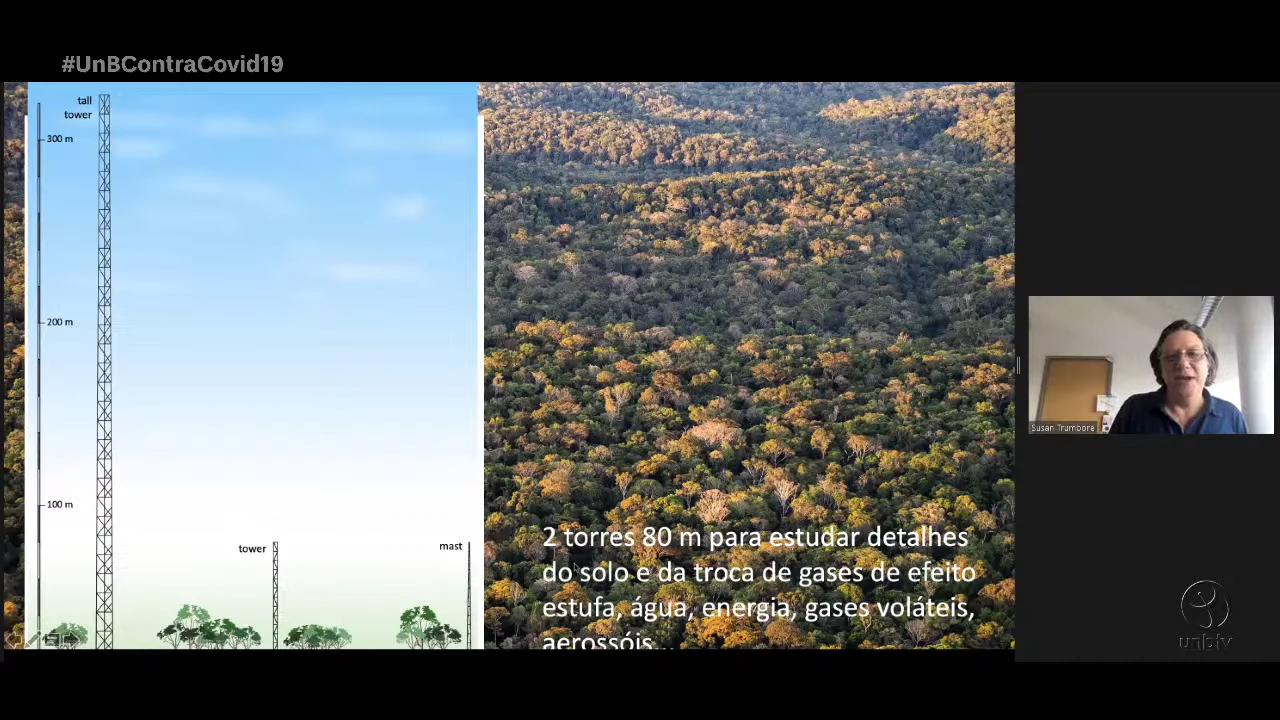 #UnBContraCovid19
tall
tower
300 m
200 m
100 m
tower
mast
2 torres 80 m para estudar detalhes
do solo e da troca de gases de efeito
estufa, água, energia, gases voláteis,
aerossóis...
Susan Trumbore
unbtv